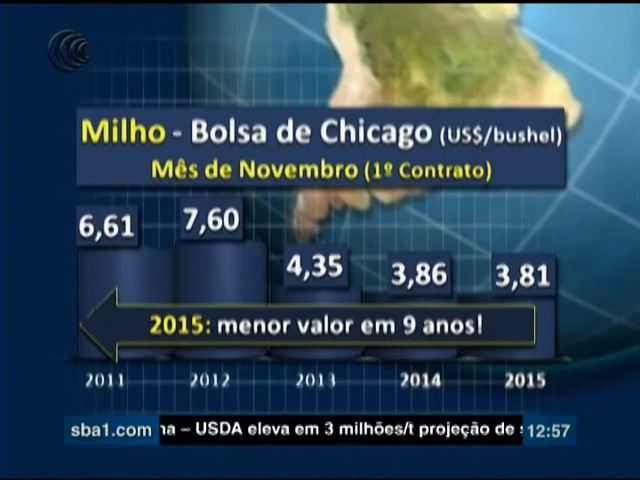 Milho - Bolsa de Chicago (US$/bushel)
Mês de Novembro (1º Contrato)
6,61 7,60 4,35 3,86 3,81
2015: menor valor em 9 anos!
2011 2012 2013 2014 2015
sba1.com – USDA eleva em 3 milhões/t projeção de 12:57